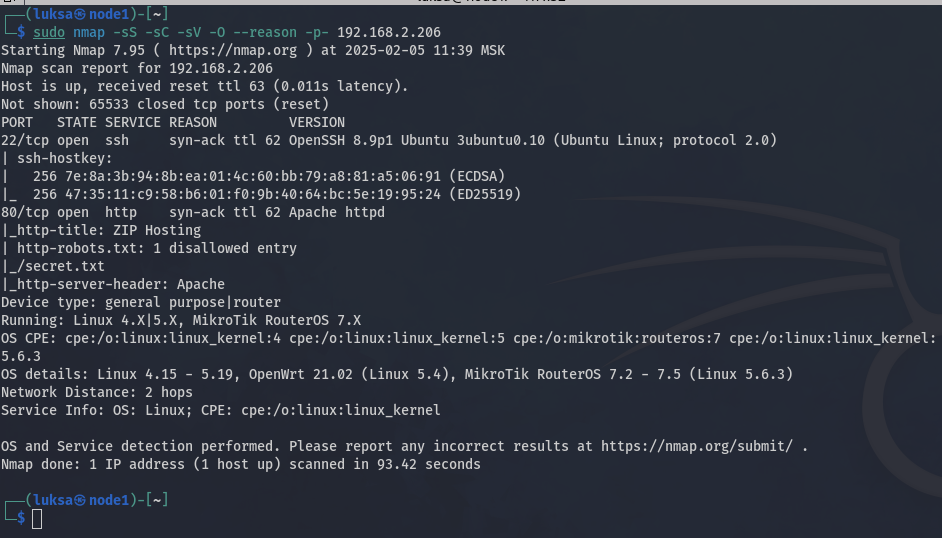 ┌──(luksa㉿node1)-[~]
└─$ sudo nmap -sS -sC -sV -O --reason -p- 192.168.2.206
Starting Nmap 7.95 ( https://nmap.org ) at 2025-02-05 11:39 MSK
Nmap scan report for 192.168.2.206
Host is up, received reset ttl 63 (0.011s latency).
Not shown: 65533 closed tcp ports (reset)
PORT   STATE SERVICE REASON         VERSION
22/tcp open  ssh     syn-ack ttl 62 OpenSSH 8.9p1 Ubuntu 3ubuntu0.10 (Ubuntu Linux; protocol 2.0)
| ssh-hostkey:
|   256 7e:8a:3b:94:8b:ea:01:4c:60:bb:79:a8:81:a5:06:91 (ECDSA)
|_  256 47:35:11:c9:58:b6:01:f0:9b:40:64:bc:5e:19:95:24 (ED25519)
80/tcp open  http    syn-ack ttl 62 Apache httpd
|_http-title: ZIP Hosting
| http-robots.txt: 1 disallowed entry
|_/secret.txt
|_http-server-header: Apache
Device type: general purpose|router
Running: Linux 4.X|5.X, MikroTik RouterOS 7.X
OS CPE: cpe:/o:linux:linux_kernel:4 cpe:/o:linux:linux_kernel:5 cpe:/o:mikrotik:routeros:7 cpe:/o:linux:linux_kernel:
5.6.3
OS details: Linux 4.15 - 5.19, OpenWrt 21.02 (Linux 5.4), MikroTik RouterOS 7.2 - 7.5 (Linux 5.6.3)
Network Distance: 2 hops
Service Info: OS: Linux; CPE: cpe:/o:linux:linux_kernel

OS and Service detection performed. Please report any incorrect results at https://nmap.org/submit/ .
Nmap done: 1 IP address (1 host up) scanned in 93.42 seconds

┌──(luksa㉿node1)-[~]
└─$